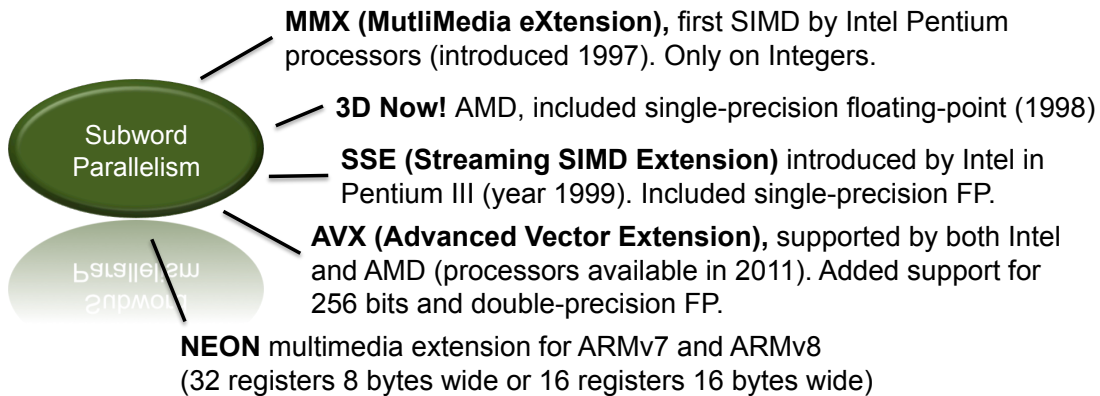 MMX (MutliMedia eXtension), first SIMD by Intel Pentium
processors (introduced 1997). Only on Integers.
3D Now! AMD, included single-precision floating-point (1998)
Subword
Parallelism
SSE (Streaming SIMD Extension) introduced by Intel in
Pentium III (year 1999). Included single-precision FP.
AVX (Advanced Vector Extension), supported by both Intel
and AMD (processors available in 2011). Added support for
256 bits and double-precision FP.
Parallelism
Subword
NEON multimedia extension for ARMv7 and ARMv8
(32 registers 8 bytes wide or 16 registers 16 bytes wide)